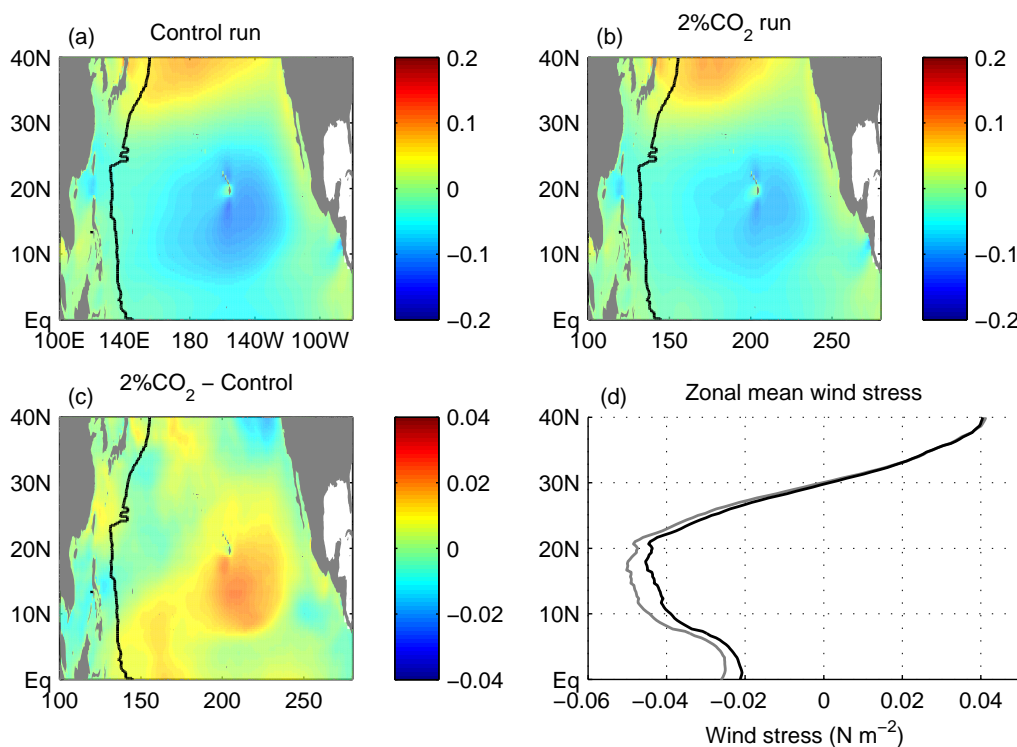 (a) Control run
40N
30N
20N
10N
Eq
100E 140E 180 140W 100W
0.2
0.1
0
−0.1
−0.2
(b) 2%CO₂ run
40N
30N
20N
10N
Eq
100 150 200 250
0.2
0.1
0
−0.1
−0.2
(c) 2%CO₂ − Control
40N
30N
20N
10N
Eq
100 150 200 250
0.04
0.02
0
−0.02
−0.04
(d) Zonal mean wind stress
40N
30N
20N
10N
Eq
−0.06 −0.04 −0.02 0 0.02 0.04
Wind stress (N m⁻²)